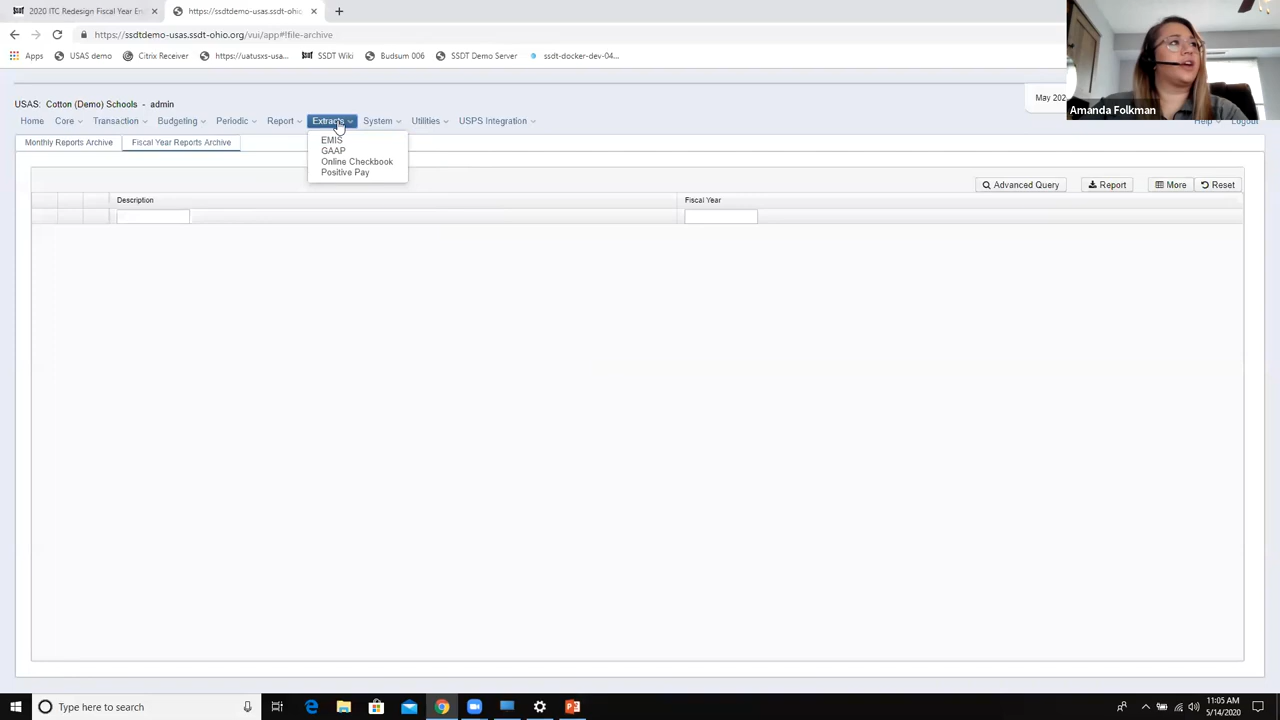 2020 ITC Redesign Fiscal Year En
https://ssdtdemo-usas.ssdt-ohio
https://ssdtdemo-usas.ssdt-ohio.org/vui/app#!file-archive
Apps
USAS demo
Citrix Receiver
https://uatusxs-usa...
SSDT Wiki
Budsum 006
SSDT Demo Server
ssdt-docker-dev-04...
Amanda Folkman
USAS: Cotton (Demo) Schools - admin
May 202
Home
Core
Transaction
Budgeting
Periodic
Report
Extracts
System
Utilities
USPS Integration
Help
Logout
Monthly Reports Archive
Fiscal Year Reports Archive
EMIS
GAAP
Online Checkbook
Positive Pay
Advanced Query
Report
More
Reset
Description
Fiscal Year
Type here to search
11:05 AM
5/14/2020